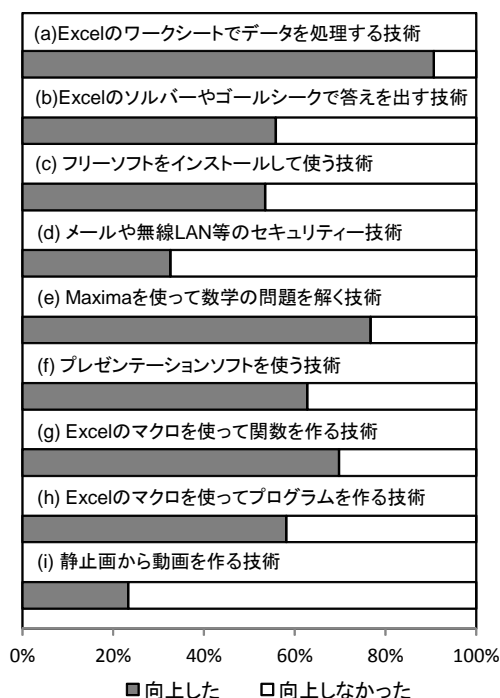 (a)Excelのワークシートでデータを処理する技術
(b)Excelのソルバーやゴールシークで答えを出す技術
(c) フリーソフトをインストールして使う技術
(d) メールや無線LAN等のセキュリティー技術
(e) Maximaを使って数学の問題を解く技術
(f) プレゼンテーションソフトを使う技術
(g) Excelのマクロを使って関数を作る技術
(h) Excelのマクロを使ってプログラムを作る技術
(i) 静止画から動画を作る技術
0% 20% 40% 60% 80% 100%
向上した 向上しなかった